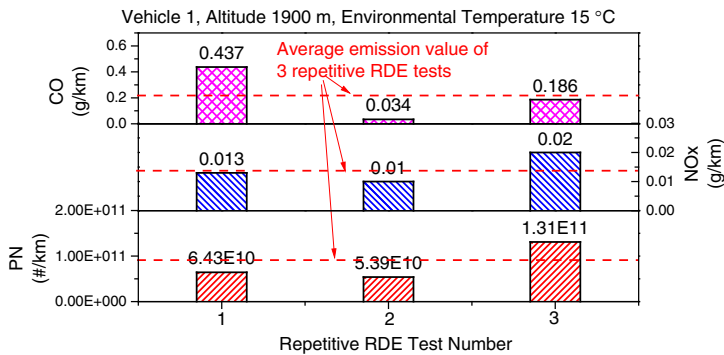 Vehicle 1, Altitude 1900 m, Environmental Temperature 15 °C
0.6
0.4
0.2
0.0
CO
(g/km)
0.437
0.034
0.186
Average emission value of
3 repetitive RDE tests
0.03
0.02
0.01
0.00
NOx
(g/km)
0.013
0.01
0.02
2.00E+011
1.00E+011
0.00E+000
PN
(#/km)
6.43E10
5.39E10
1.31E11
1
2
3
Repetitive RDE Test Number